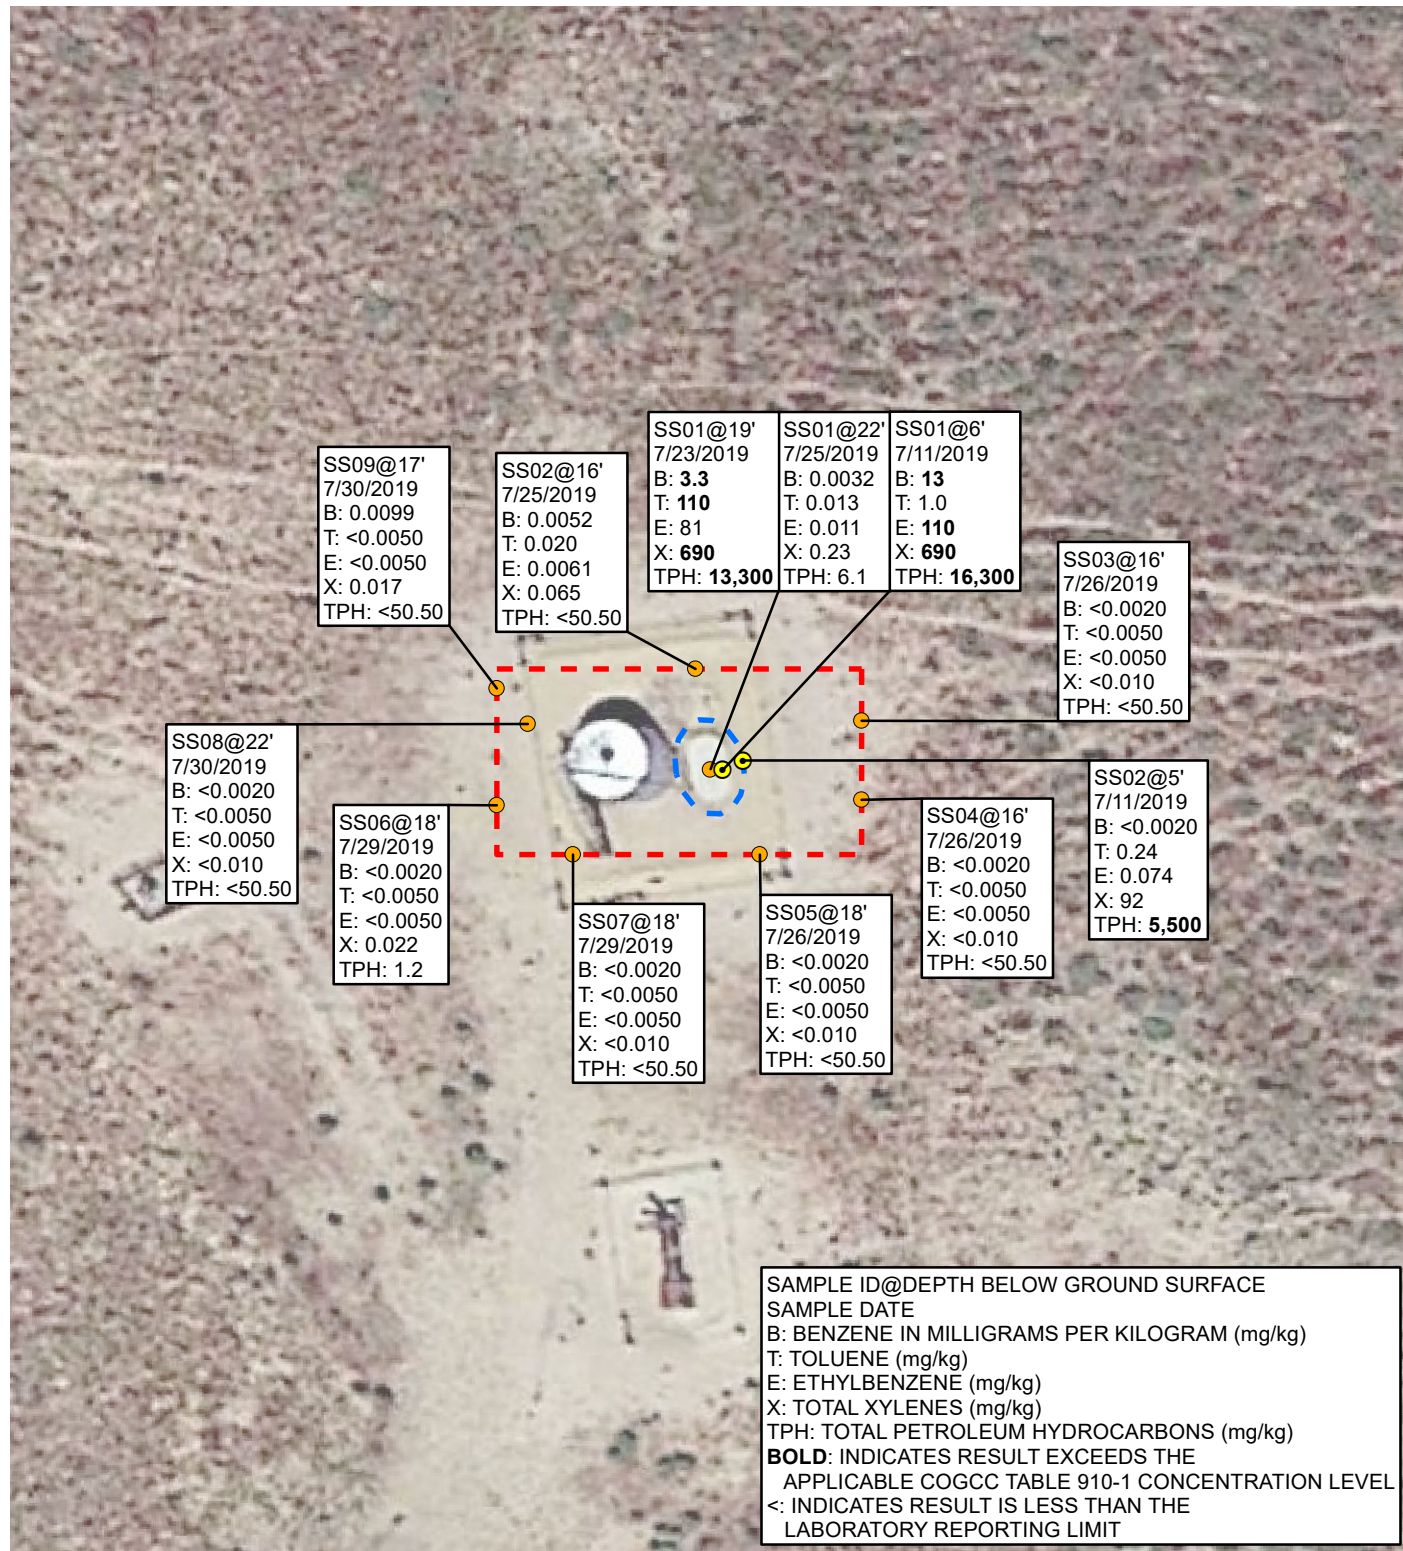 SS01@19'
7/23/2019
B: 3.3
T: 110
E: 81
X: 690
TPH: 13,300
SS01@22'
7/25/2019
B: 0.0032
T: 0.013
E: 0.011
X: 0.23
TPH: 6.1
SS01@6'
7/11/2019
B: 13
T: 1.0
E: 110
X: 690
TPH: 16,300
SS09@17'
7/30/2019
B: 0.0099
T: <0.0050
E: <0.0050
X: 0.017
TPH: <50.50
SS02@16'
7/25/2019
B: 0.0052
T: 0.020
E: 0.0061
X: 0.065
TPH: <50.50
SS03@16'
7/26/2019
B: <0.0020
T: <0.0050
E: <0.0050
X: <0.010
TPH: <50.50
SS08@22'
7/30/2019
B: <0.0020
T: <0.0050
E: <0.0050
X: <0.010
TPH: <50.50
SS06@18'
7/29/2019
B: <0.0020
T: <0.0050
E: <0.0050
X: 0.022
TPH: 1.2
SS07@18'
7/29/2019
B: <0.0020
T: <0.0050
E: <0.0050
X: <0.010
TPH: <50.50
SS05@18'
7/26/2019
B: <0.0020
T: <0.0050
E: <0.0050
X: <0.010
TPH: <50.50
SS04@16'
7/26/2019
B: <0.0020
T: <0.0050
E: <0.0050
X: <0.010
TPH: <50.50
SS02@5'
7/11/2019
B: <0.0020
T: 0.24
E: 0.074
X: 92
TPH: 5,500
SAMPLE ID@DEPTH BELOW GROUND SURFACE
SAMPLE DATE
B: BENZENE IN MILLIGRAMS PER KILOGRAM (mg/kg)
T: TOLUENE (mg/kg)
E: ETHYLBENZENE (mg/kg)
X: TOTAL XYLENES (mg/kg)
TPH: TOTAL PETROLEUM HYDROCARBONS (mg/kg)
BOLD: INDICATES RESULT EXCEEDS THE
APPLICABLE COGCC TABLE 910-1 CONCENTRATION LEVEL
<: INDICATES RESULT IS LESS THAN THE
LABORATORY REPORTING LIMIT